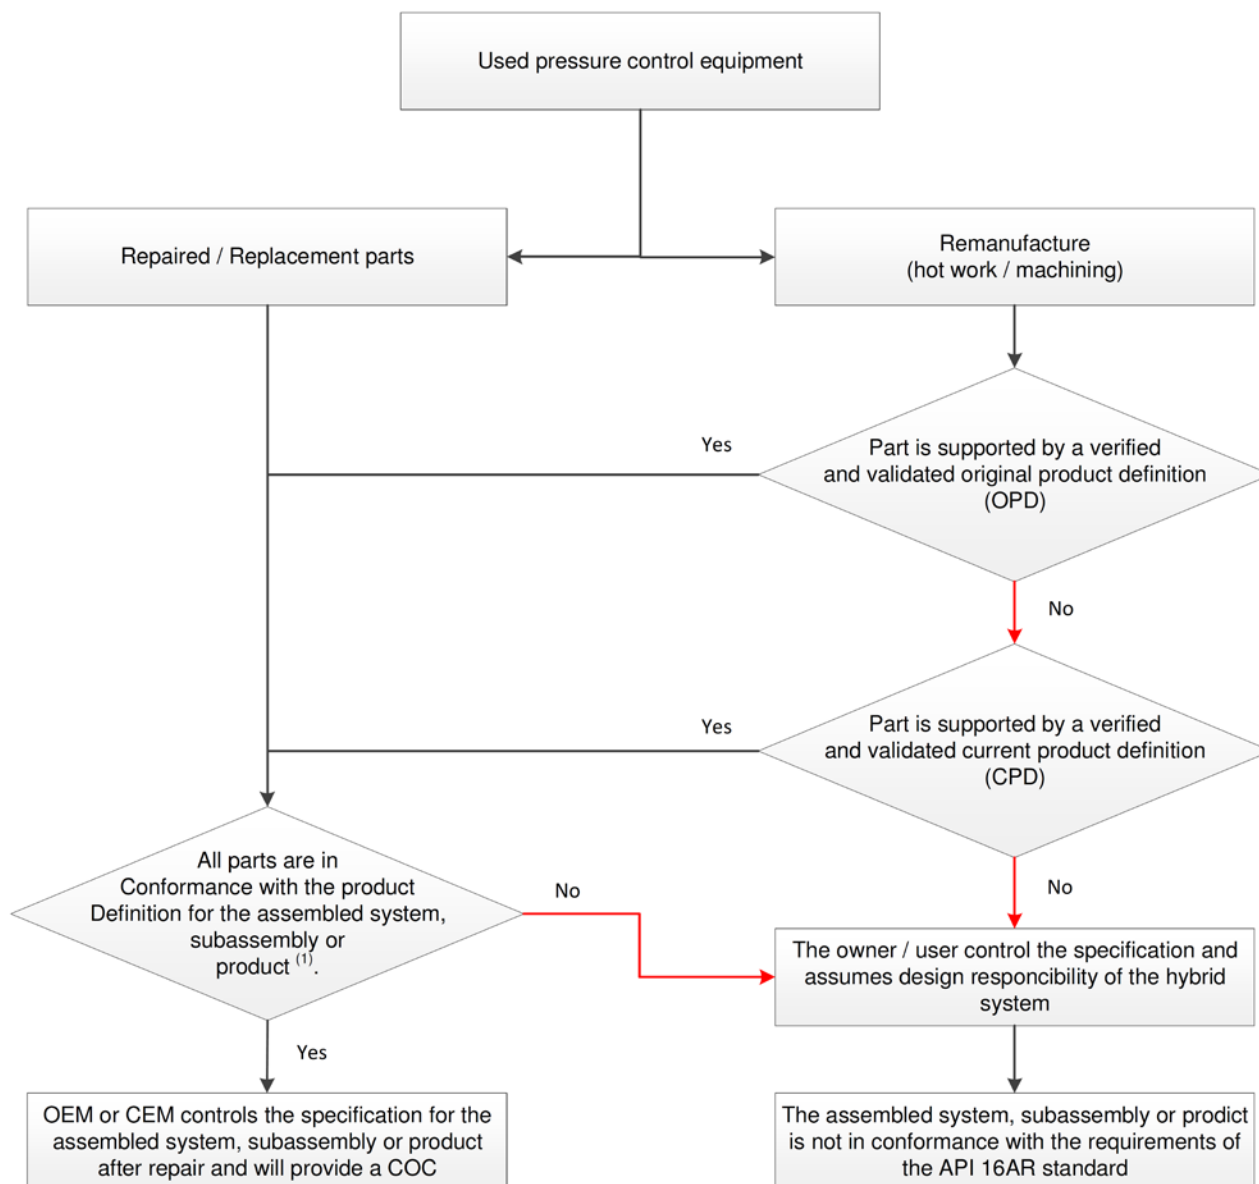 Used pressure control equipment
Repaired / Replacement parts
Remanufacture
(hot work / machining)
Yes
Part is supported by a verified
and validated original product definition
(OPD)
No
Yes
Part is supported by a verified
and validated current product definition
(CPD)
All parts are in
Conformance with the product
Definition for the assembled system,
subassembly or
product (1).
No
No
The owner / user control the specification and
assumes design responcibility of the hybrid
system
Yes
OEM or CEM controls the specification for the
assembled system, subassembly or product
after repair and will provide a COC
The assembled system, subassembly or prodict
is not in conformance with the requirements of
the API 16AR standard